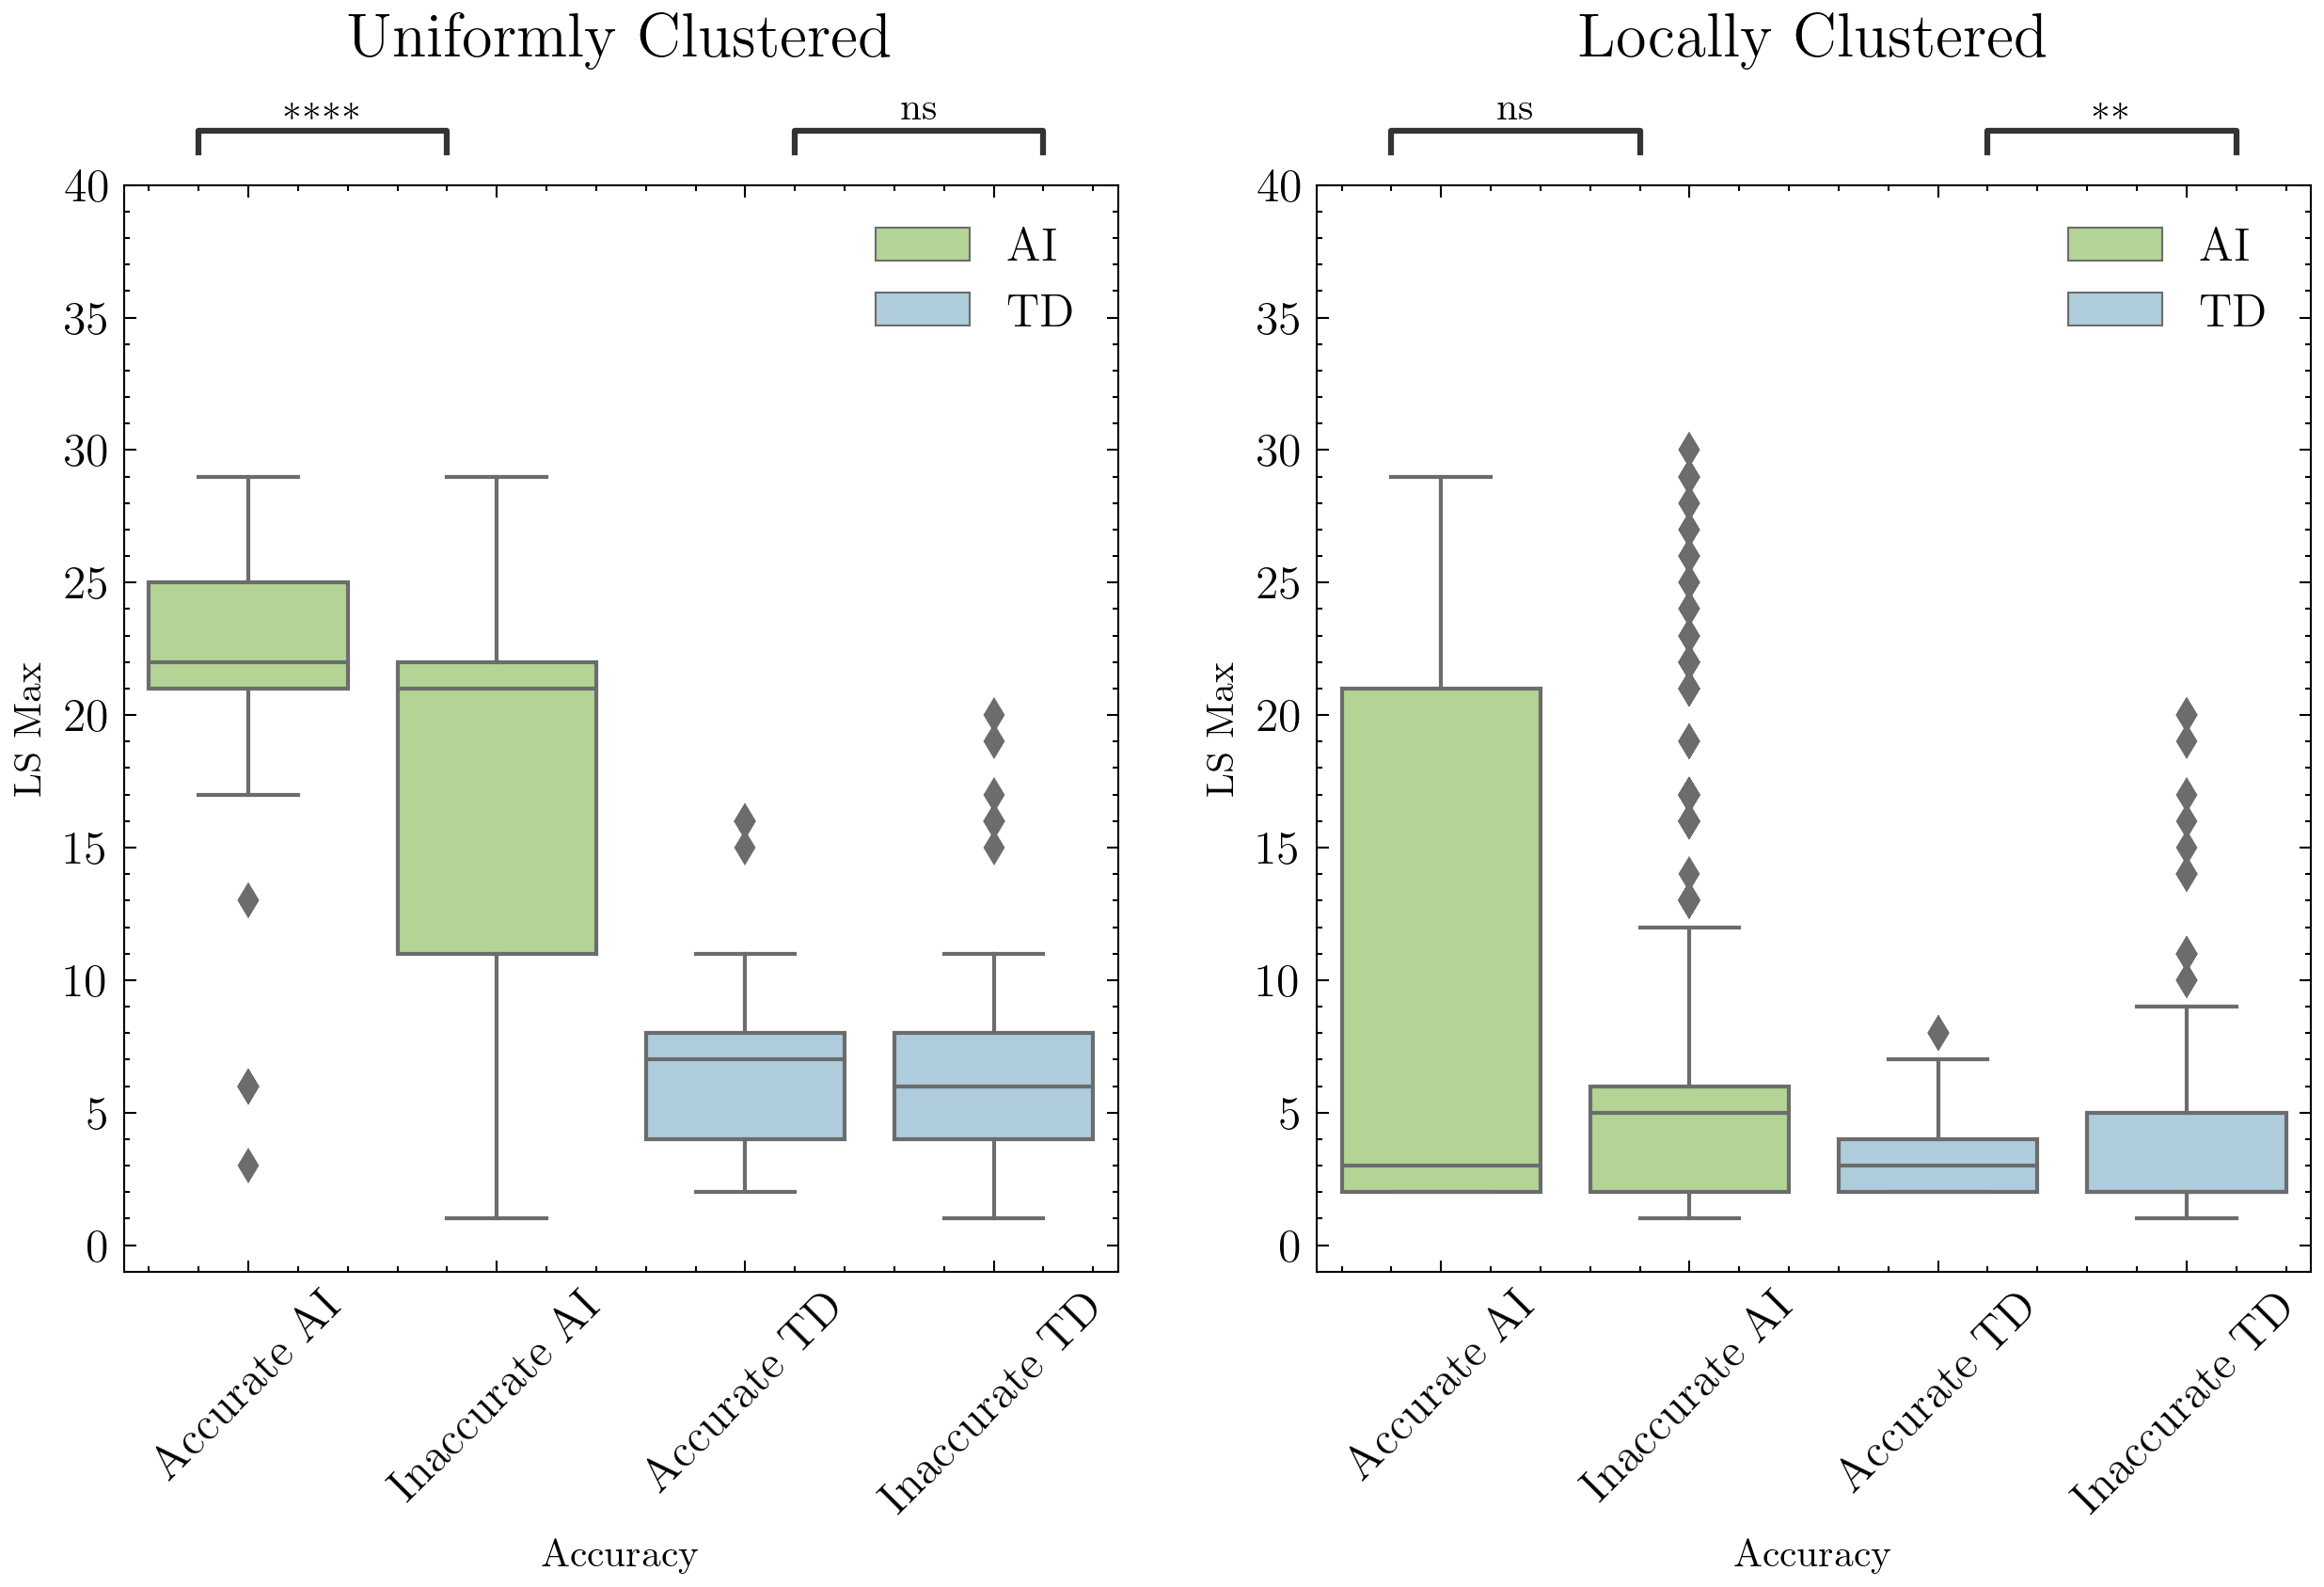 Uniformly Clustered
****
ns
40
35
30
25
20
15
10
5
0
LS Max
AI
TD
Accurate AI
Inaccurate AI
Accurate TD
Inaccurate TD
Accuracy
Locally Clustered
ns
**
40
35
30
25
20
15
10
5
0
LS Max
AI
TD
Accurate AI
Inaccurate AI
Accurate TD
Inaccurate TD
Accuracy